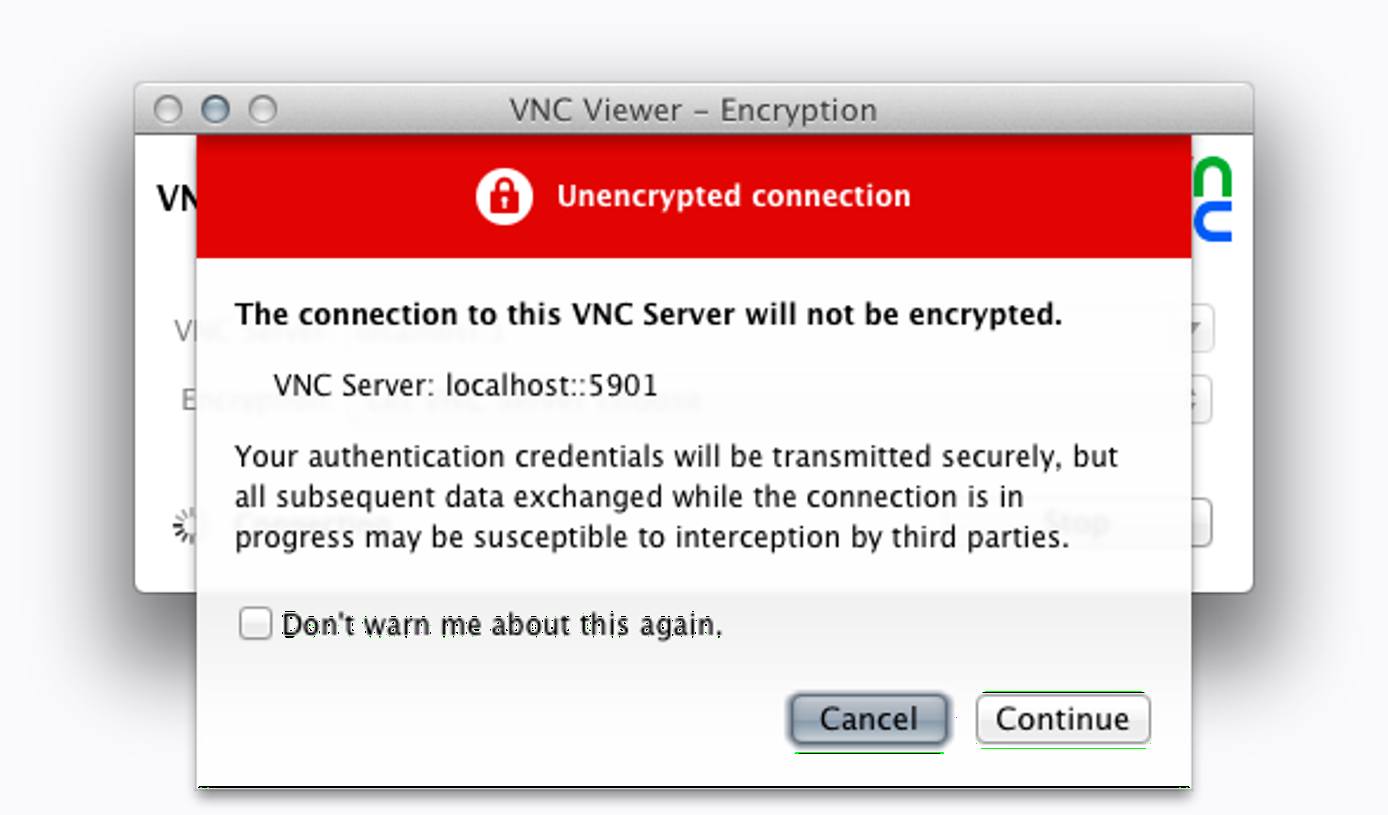 VNC Viewer – Encryption
VN
Unencrypted connection
The connection to this VNC Server will not be encrypted.
VNC Server: localhost::5901
Your authentication credentials will be transmitted securely, but
all subsequent data exchanged while the connection is in
progress may be susceptible to interception by third parties.
Stop
Don't warn me about this again.
Cancel
Continue